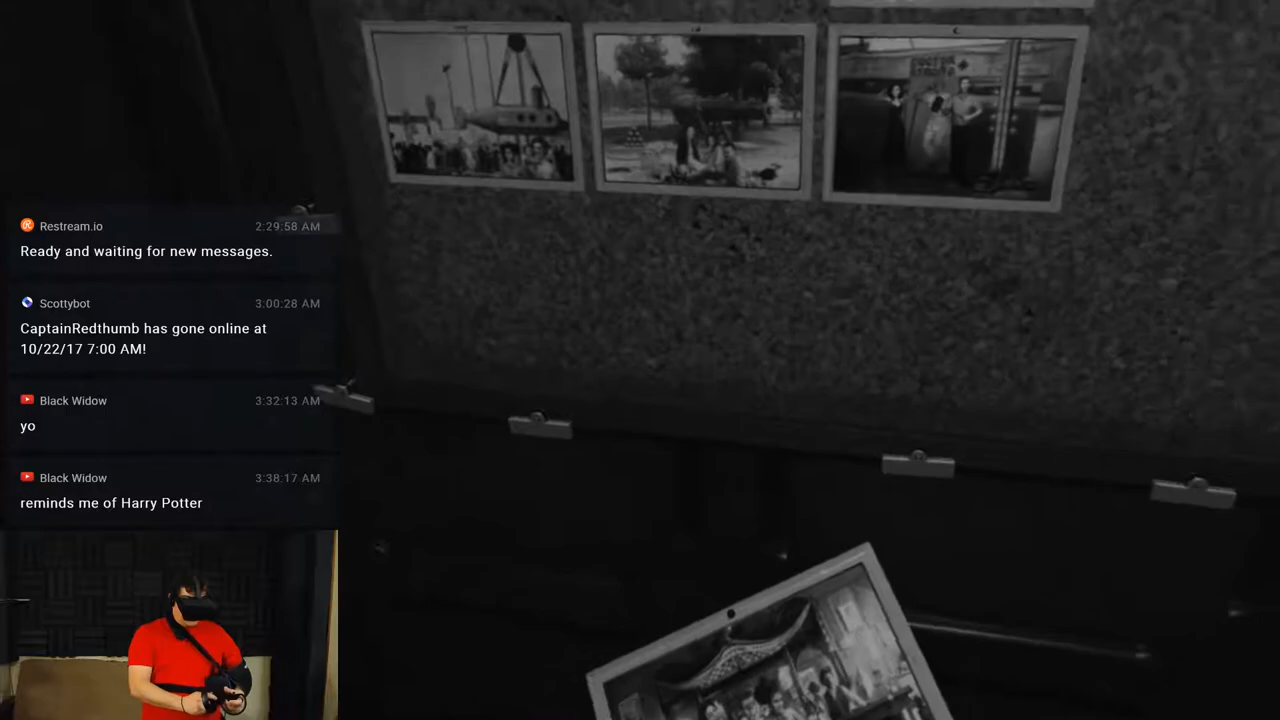 Restream.io 2:29:58 AM
Ready and waiting for new messages.
Scottybot 3:00:28 AM
CaptainRedthumb has gone online at
10/22/17 7:00 AM!
Black Widow 3:32:13 AM
yo
Black Widow 3:38:17 AM
reminds me of Harry Potter